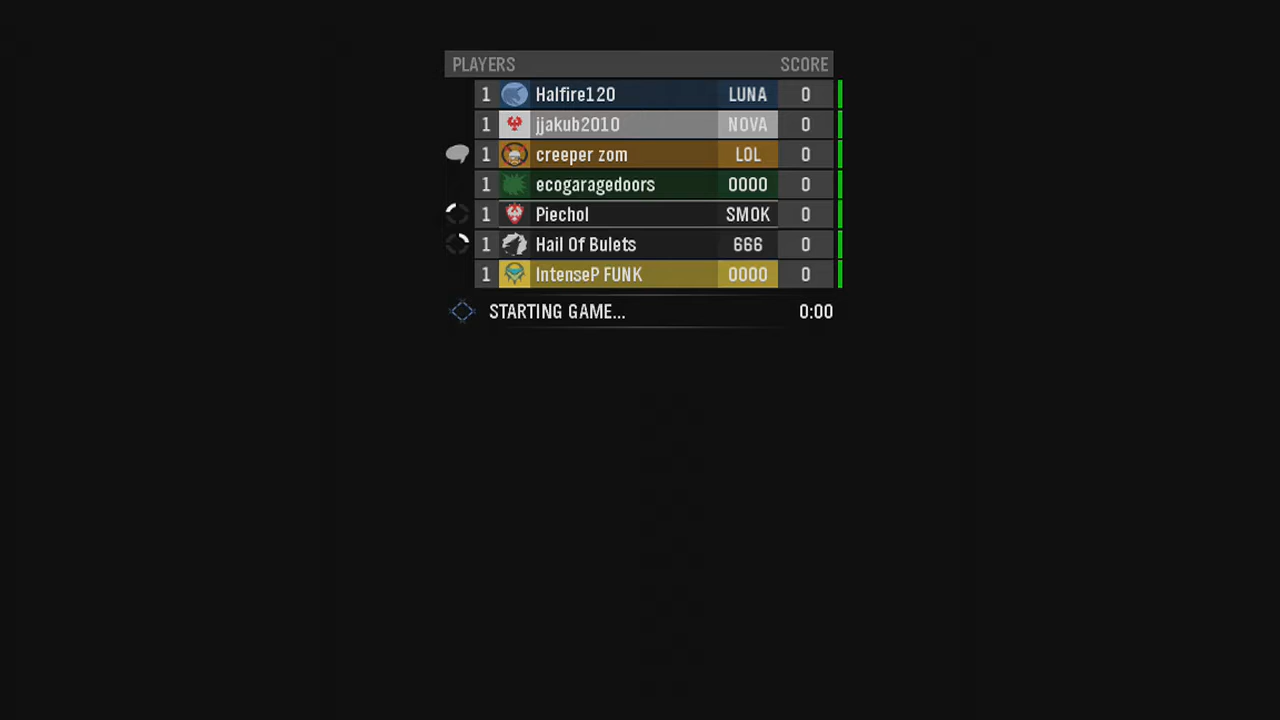 PLAYERS SCORE
1 Halfire120 LUNA 0
1 jjakub2010 NOVA 0
1 creeper zom LOL 0
1 ecogaragedoors 0000 0
1 Piechol SMOK 0
1 Hail Of Bulets 666 0
1 IntenseP FUNK 0000 0
STARTING GAME... 0:00